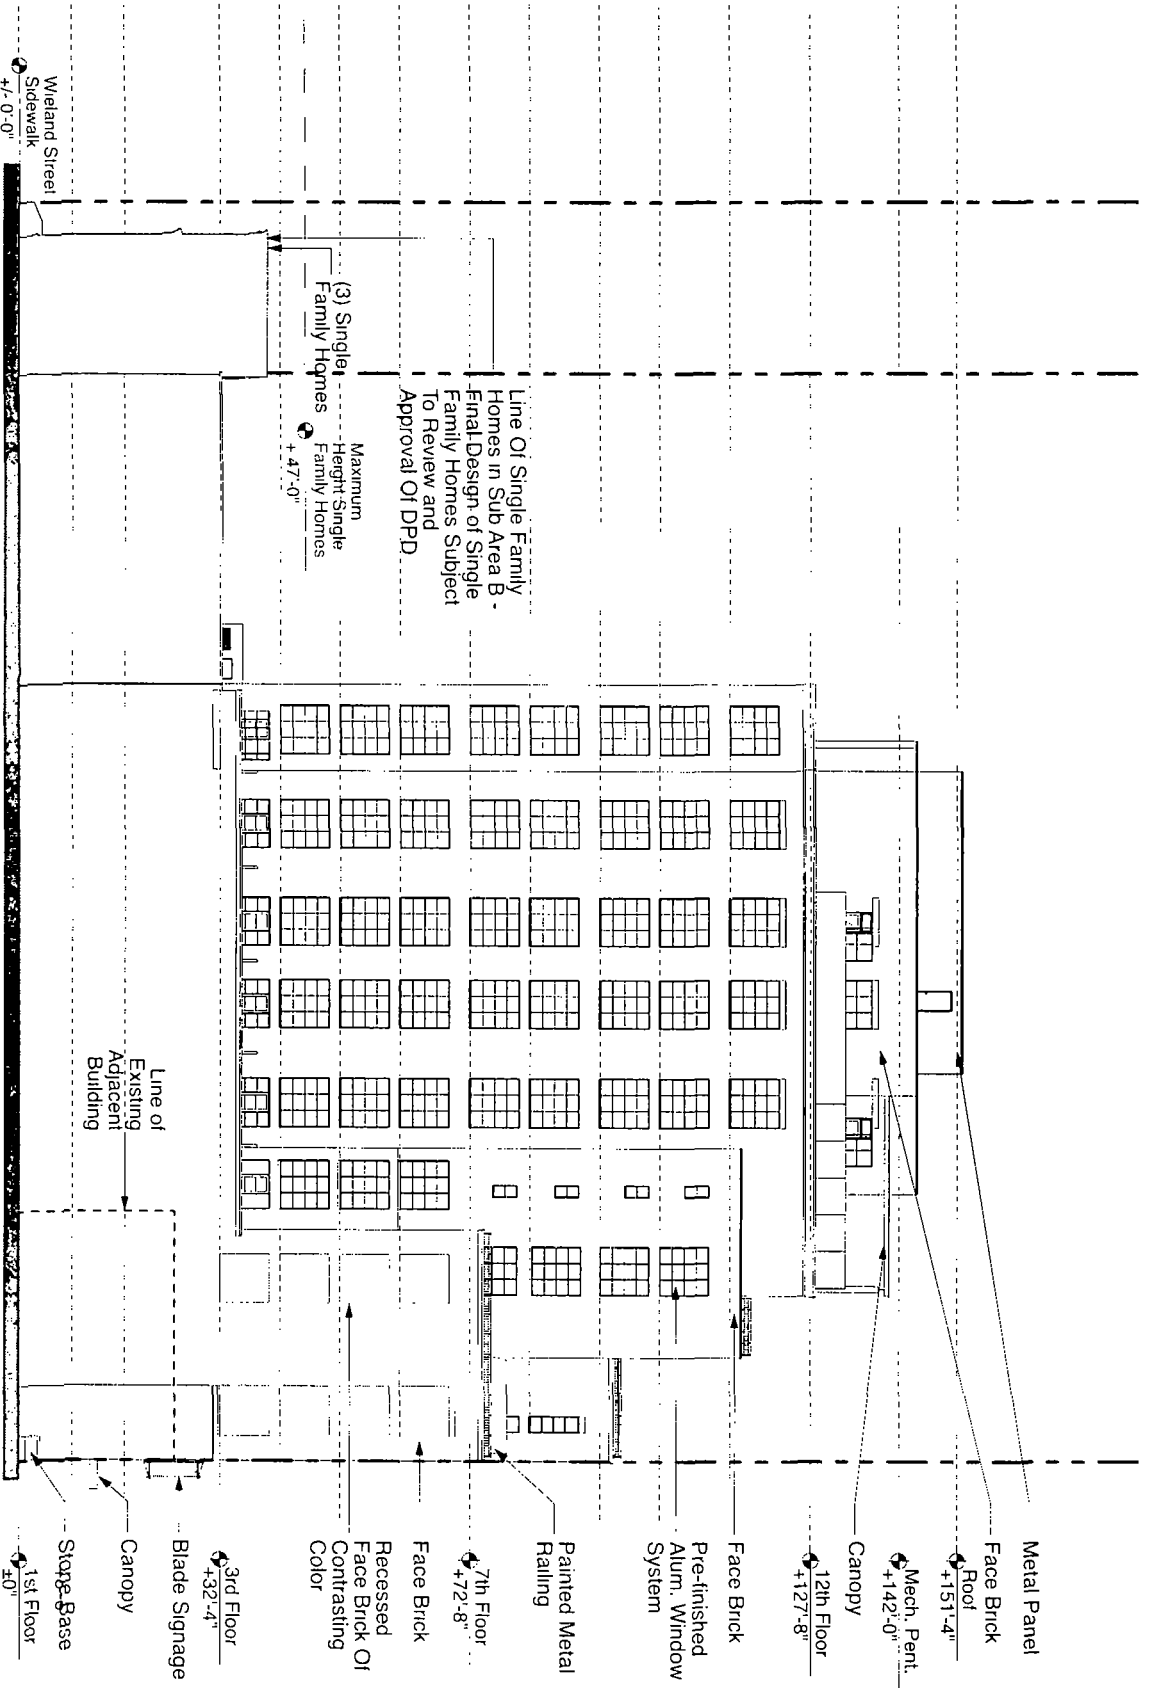 Metal Panel
Face Brick
Roof
+151'-4"
Mech. Pent.
+142'-0"
Canopy
12th Floor
+127'-8"
Face Brick
Pre-finished
Alum. Window
System
Painted Metal
Railing
7th Floor
+72'-8"
Face Brick
Recessed
Face Brick Of
Contrasting
Color
3rd Floor
+32'-4"
Blade Signage
Canopy
Stone Base
1st Floor
±0"
Line Of Single Family
Homes in Sub Area B -
Final Design of Single
Family Homes Subject
To Review and
Approval Of DPD
(3) Single
Family Homes
Maximum
Height Single
Family Homes
+ 47'-0"
Line of
Existing
Adjacent
Building
Wieland Street
Sidewalk
+/- 0'-0"